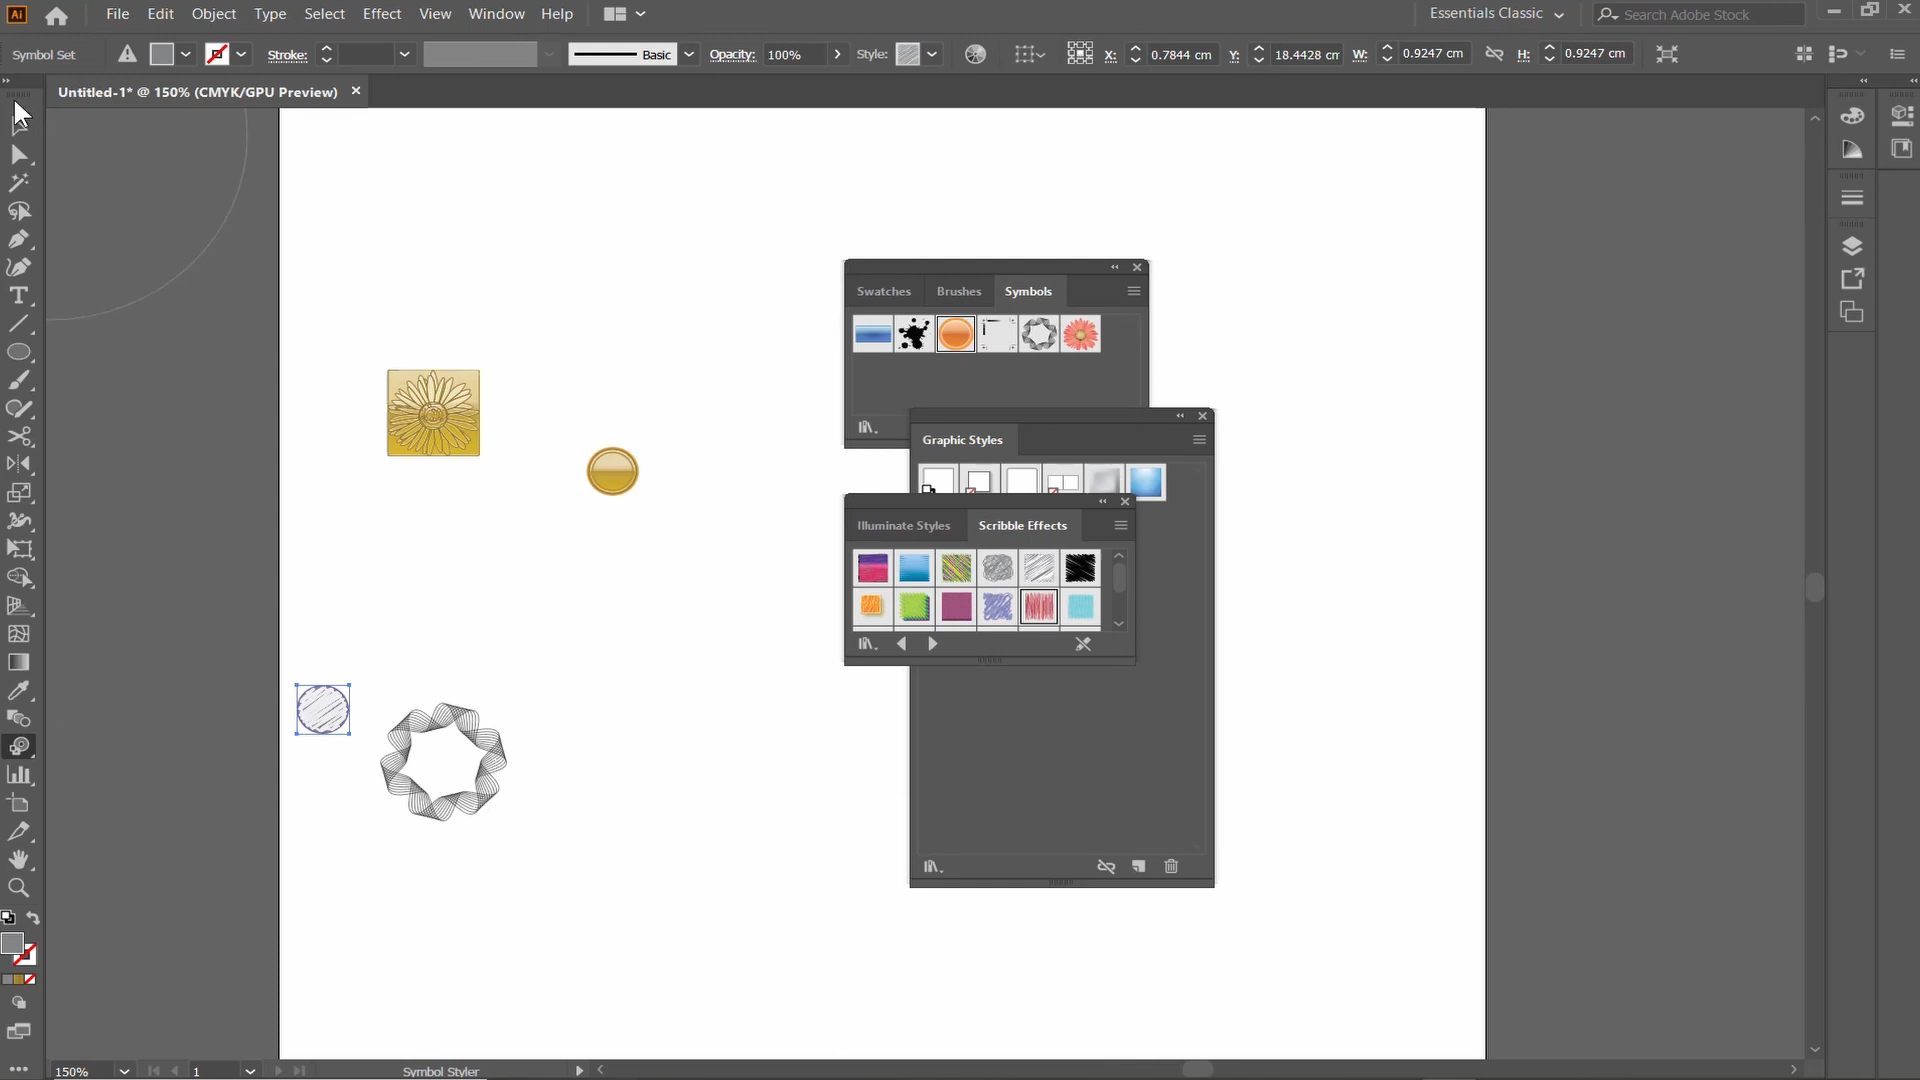 Ai File Edit Object Type Select Effect View Window Help Essentials Classic Search Adobe Stock
Symbol Set Stroke: Basic Opacity: 100% Style: X: 0.7844 cm Y: 18.4428 cm W: 0.9247 cm H: 0.9247 cm
Untitled-1* @ 150% (CMYK/GPU Preview)
Swatches Brushes Symbols
Graphic Styles
Illuminate Styles Scribble Effects
150% 1 Symbol Styler